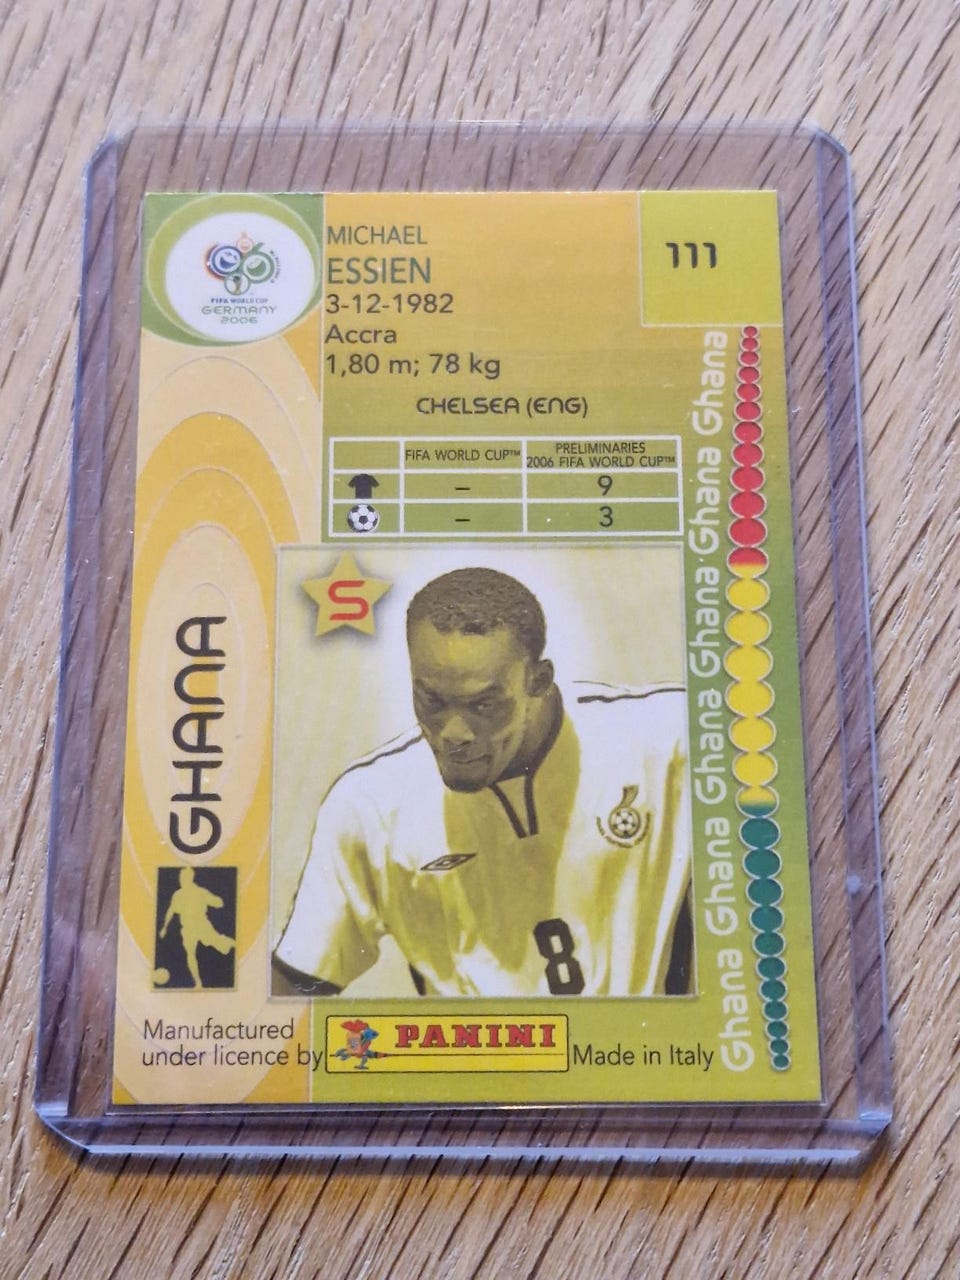 MICHAEL
ESSIEN
3-12-1982
Accra
1,80 m; 78 kg
CHELSEA (ENG)
111
FIFA WORLD CUP
GERMANY
2006
FIFA WORLD CUP™
PRELIMINARIES
2006 FIFA WORLD CUP™
–
9
–
3
S
8
GHANA
Ghana Ghana Ghana Ghana Ghana Ghana
Manufactured
under licence by
PANINI
Made in Italy